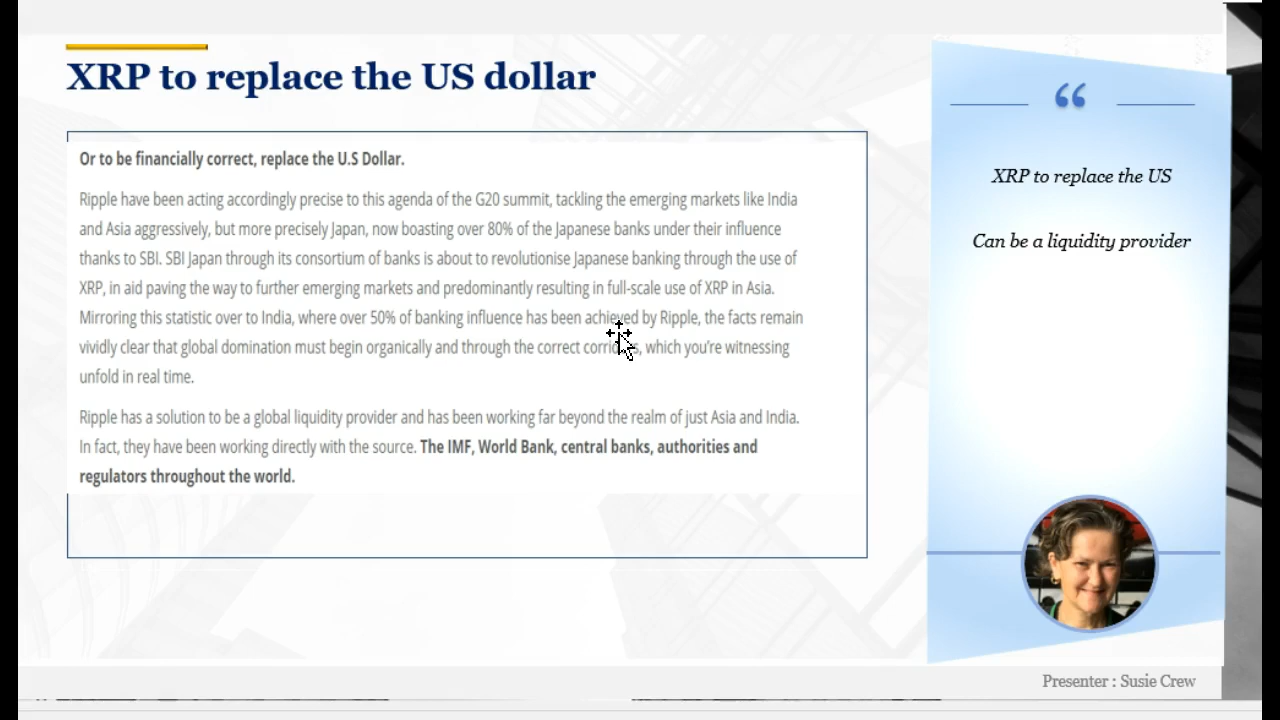 XRP to replace the US dollar
Or to be financially correct, replace the U.S Dollar.
Ripple have been acting accordingly precise to this agenda of the G20 summit, tackling the emerging markets like India
and Asia aggressively, but more precisely Japan, now boasting over 80% of the Japanese banks under their influence
thanks to SBI. SBI Japan through its consortium of banks is about to revolutionise Japanese banking through the use of
XRP, in aid paving the way to further emerging markets and predominantly resulting in full-scale use of XRP in Asia.
Mirroring this statistic over to India, where over 50% of banking influence has been achieved by Ripple, the facts remain
vividly clear that global domination must begin organically and through the correct corridors, which you're witnessing
unfold in real time.
Ripple has a solution to be a global liquidity provider and has been working far beyond the realm of just Asia and India.
In fact, they have been working directly with the source. The IMF, World Bank, central banks, authorities and
regulators throughout the world.
“
XRP to replace the US
Can be a liquidity provider
Presenter : Susie Crew